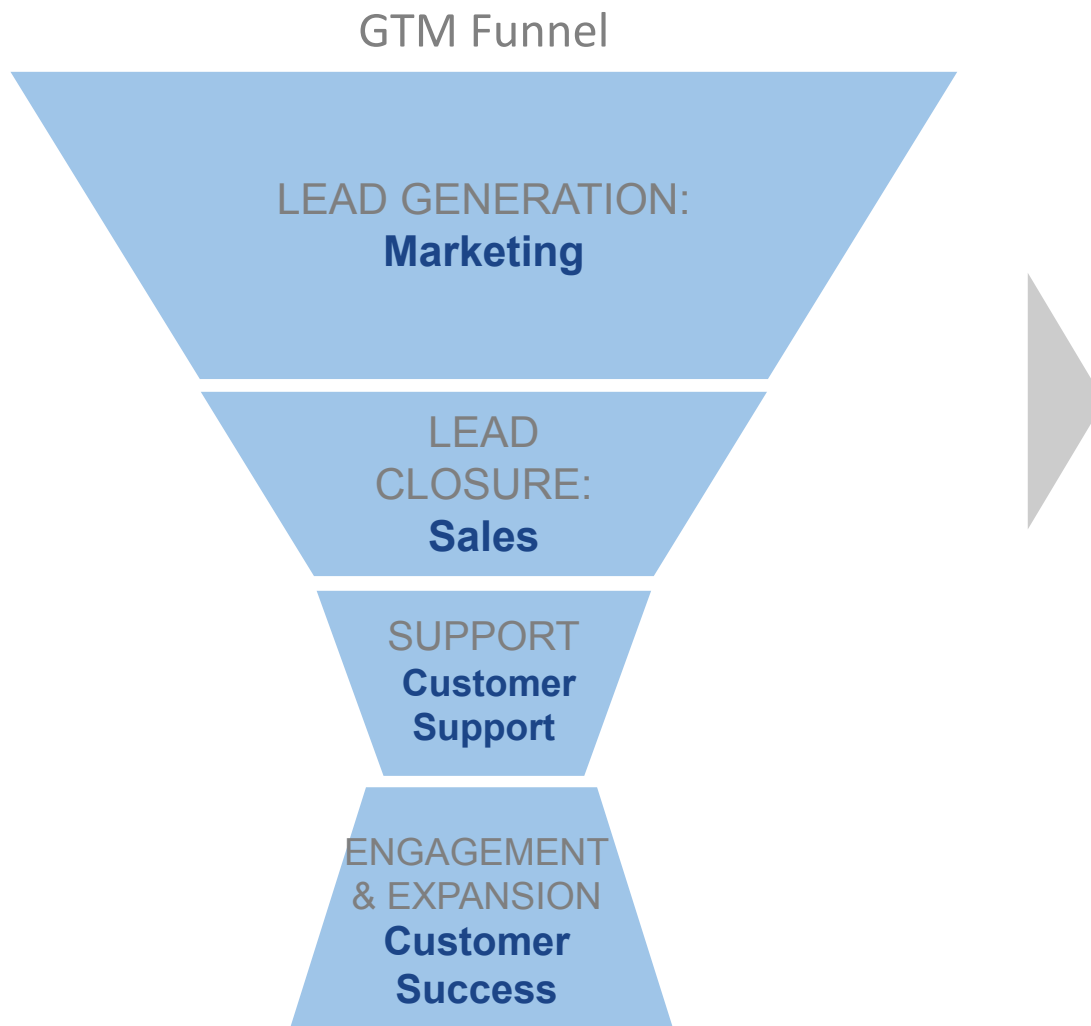 GTM Funnel
LEAD GENERATION:
Marketing
LEAD
CLOSURE:
Sales
SUPPORT
Customer
Support
ENGAGEMENT
& EXPANSION
Customer
Success